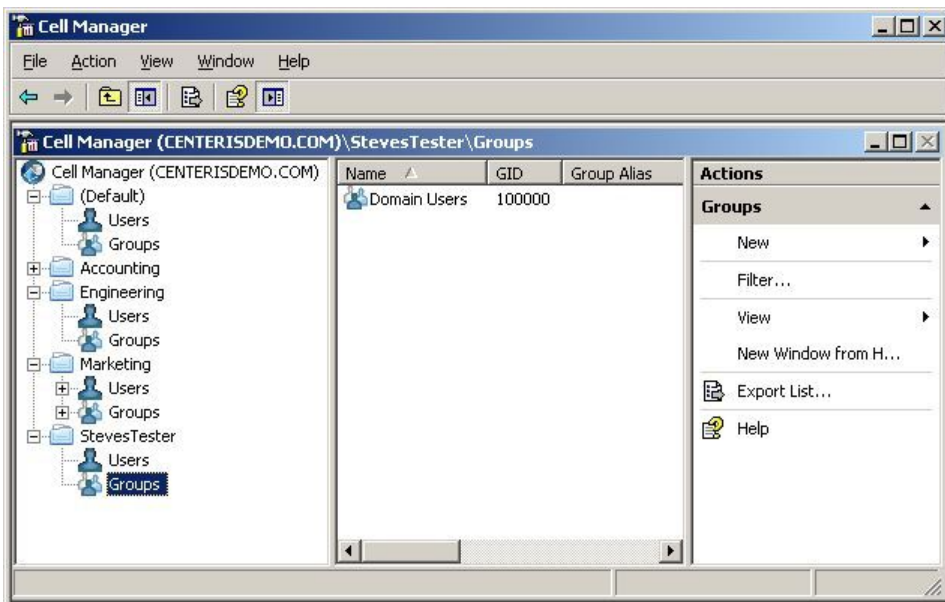 Cell Manager
File Action View Window Help
Cell Manager (CENTERISDEMO.COM)\StevesTester\Groups
Cell Manager (CENTERISDEMO.COM)
(Default)
Users
Groups
Accounting
Engineering
Users
Groups
Marketing
Users
Groups
StevesTester
Users
Groups
Name GID Group Alias
Domain Users 100000
Actions
Groups
New
Filter...
View
New Window from H...
Export List...
Help